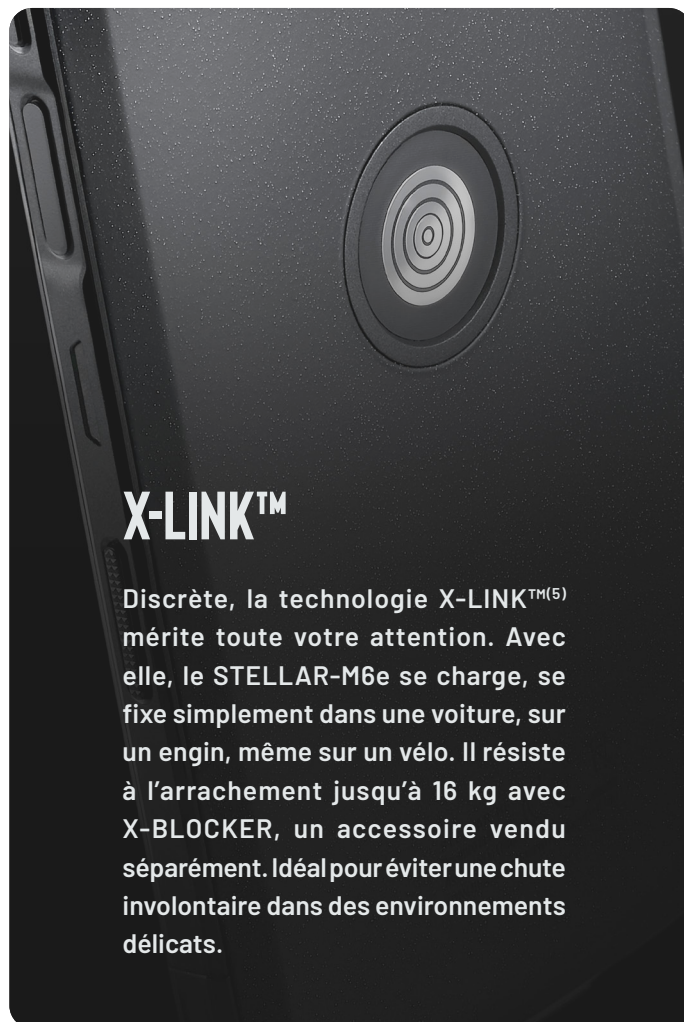 X-LINK™
Discrète, la technologie X-LINK™(5)
mérite toute votre attention. Avec
elle, le STELLAR-M6e se charge, se
fixe simplement dans une voiture, sur
un engin, même sur un vélo. Il résiste
à l’arrachement jusqu’à 16 kg avec
X-BLOCKER, un accessoire vendu
séparément. Idéal pour éviter une chute
involontaire dans des environnements
délicats.